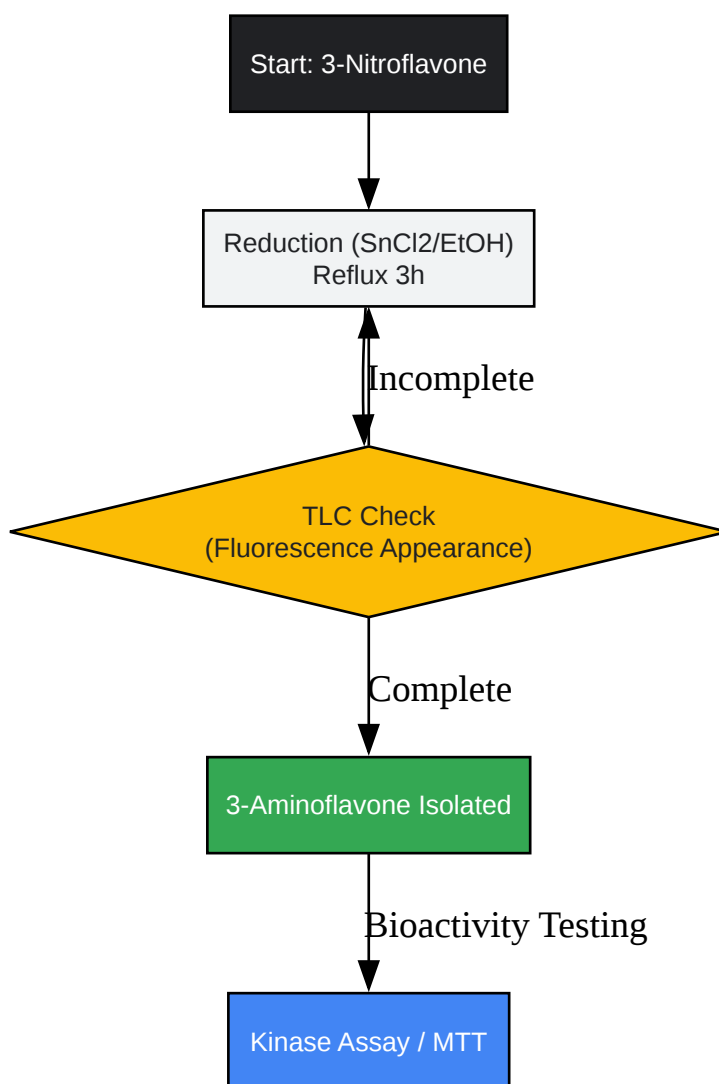 Start: 3-Nitroflavone
Reduction (SnCl2/EtOH)
Reflux 3h
Incomplete
TLC Check
(Fluorescence Appearance)
Complete
3-Aminoflavone Isolated
Bioactivity Testing
Kinase Assay / MTT